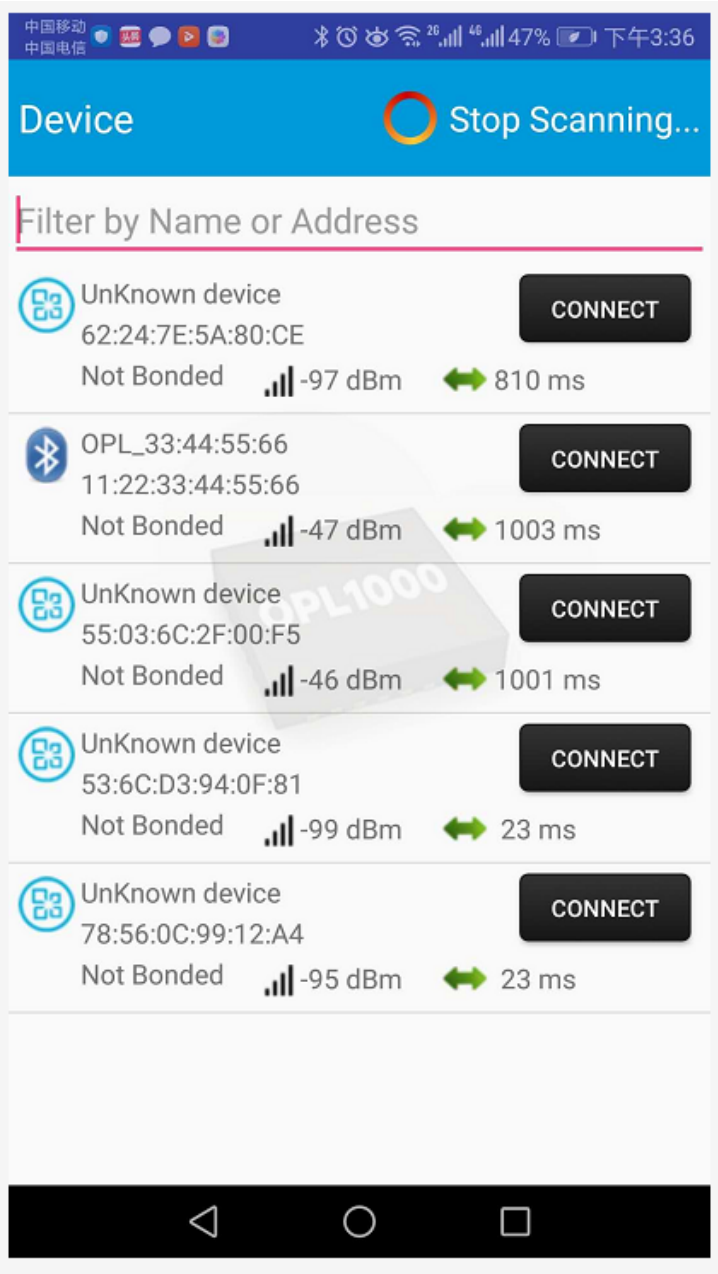 中国移动
中国电信 头条 2G 4G 47% 下午3:36
Device Stop Scanning...
Filter by Name or Address
UnKnown device
CONNECT
62:24:7E:5A:80:CE
Not Bonded -97 dBm 810 ms
OPL_33:44:55:66
CONNECT
11:22:33:44:55:66
Not Bonded -47 dBm 1003 ms
OPL1000
UnKnown device
CONNECT
55:03:6C:2F:00:F5
Not Bonded -46 dBm 1001 ms
UnKnown device
CONNECT
53:6C:D3:94:0F:81
Not Bonded -99 dBm 23 ms
UnKnown device
CONNECT
78:56:0C:99:12:A4
Not Bonded -95 dBm 23 ms